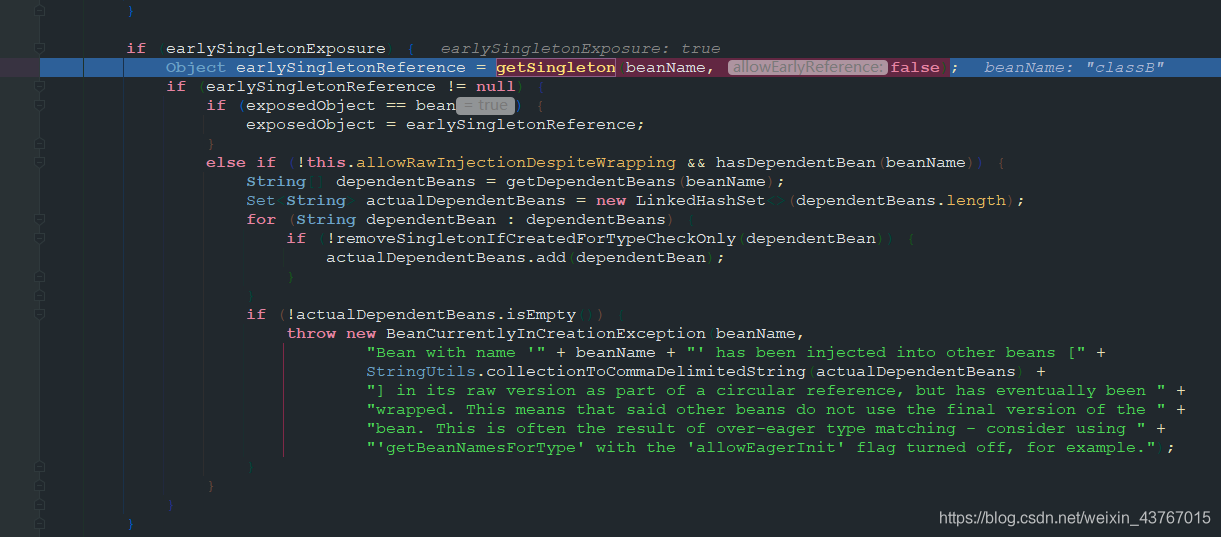 }
if (earlySingletonExposure) {   earlySingletonExposure: true
Object earlySingletonReference = getSingleton(beanName, allowEarlyReference: false);   beanName: "classB"
if (earlySingletonReference != null) {
if (exposedObject == bean = true) {
exposedObject = earlySingletonReference;
}
else if (!this.allowRawInjectionDespiteWrapping && hasDependentBean(beanName)) {
String[] dependentBeans = getDependentBeans(beanName);
Set<String> actualDependentBeans = new LinkedHashSet<>(dependentBeans.length);
for (String dependentBean : dependentBeans) {
if (!removeSingletonIfCreatedForTypeCheckOnly(dependentBean)) {
actualDependentBeans.add(dependentBean);
}
}
if (!actualDependentBeans.isEmpty()) {
throw new BeanCurrentlyInCreationException(beanName,
"Bean with name '" + beanName + "' has been injected into other beans [" +
StringUtils.collectionToCommaDelimitedString(actualDependentBeans) +
"] in its raw version as part of a circular reference, but has eventually been " +
"wrapped. This means that said other beans do not use the final version of the " +
"bean. This is often the result of over-eager type matching - consider using " +
"'getBeanNamesForType' with the 'allowEagerInit' flag turned off, for example.");
}
}
}
}
https://blog.csdn.net/weixin_43767015